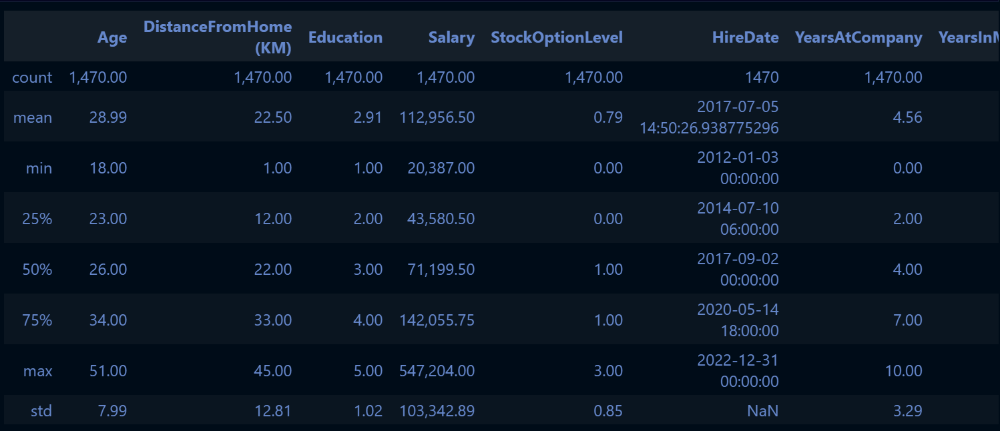 Age DistanceFromHome (KM) Education Salary StockOptionLevel HireDate YearsAtCompany YearsIn
count 1,470.00 1,470.00 1,470.00 1,470.00 1,470.00 1470 1,470.00
mean 28.99 22.50 2.91 112,956.50 0.79 2017-07-05 14:50:26.938775296 4.56
min 18.00 1.00 1.00 20,387.00 0.00 2012-01-03 00:00:00 0.00
25% 23.00 12.00 2.00 43,580.50 0.00 2014-07-10 06:00:00 2.00
50% 26.00 22.00 3.00 71,199.50 1.00 2017-09-02 00:00:00 4.00
75% 34.00 33.00 4.00 142,055.75 1.00 2020-05-14 18:00:00 7.00
max 51.00 45.00 5.00 547,204.00 3.00 2022-12-31 00:00:00 10.00
std 7.99 12.81 1.02 103,342.89 0.85 NaN 3.29